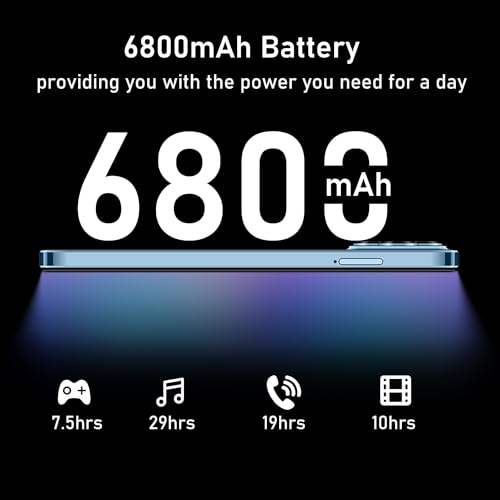 6800mAh Battery
providing you with the power you need for a day
6800
mAh
7.5hrs
29hrs
19hrs
10hrs